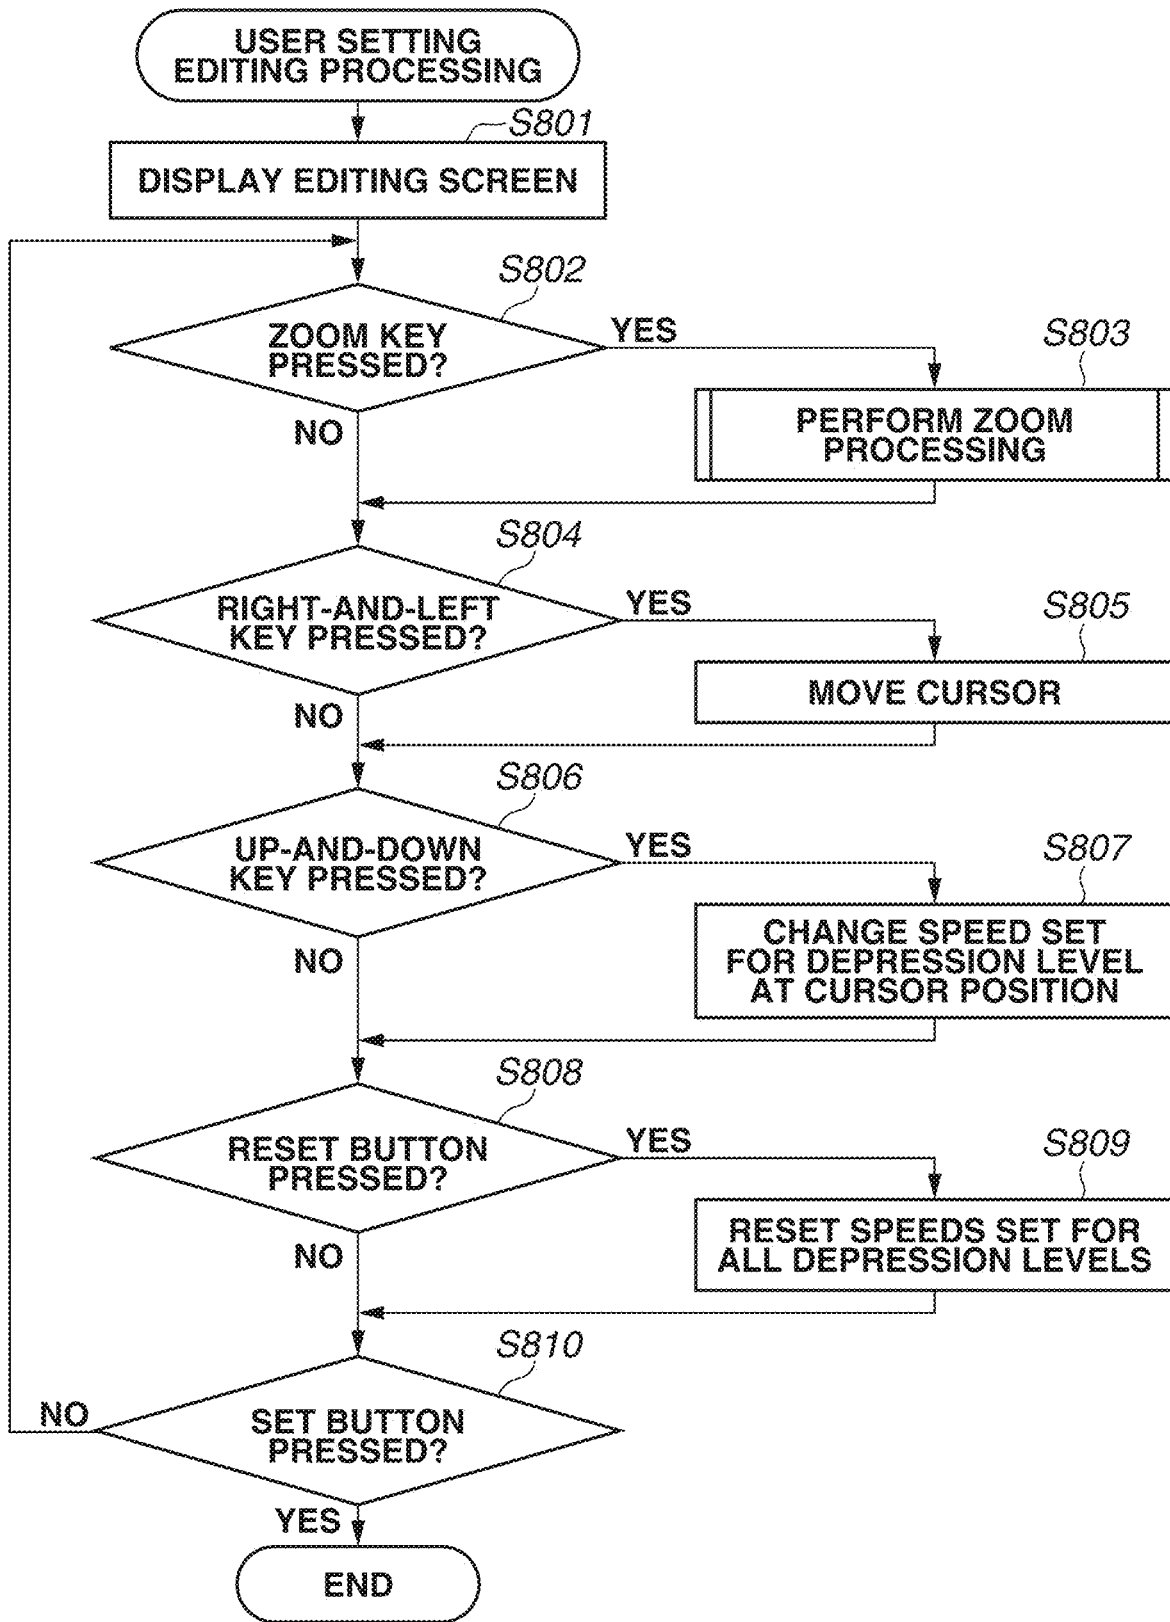 USER SETTING
EDITING PROCESSING
S801
DISPLAY EDITING SCREEN
S802
ZOOM KEY
PRESSED?
YES
NO
S803
PERFORM ZOOM
PROCESSING
S804
RIGHT-AND-LEFT
KEY PRESSED?
YES
NO
S805
MOVE CURSOR
S806
UP-AND-DOWN
KEY PRESSED?
YES
NO
S807
CHANGE SPEED SET
FOR DEPRESSION LEVEL
AT CURSOR POSITION
S808
RESET BUTTON
PRESSED?
YES
NO
S809
RESET SPEEDS SET FOR
ALL DEPRESSION LEVELS
S810
SET BUTTON
PRESSED?
NO
YES
END